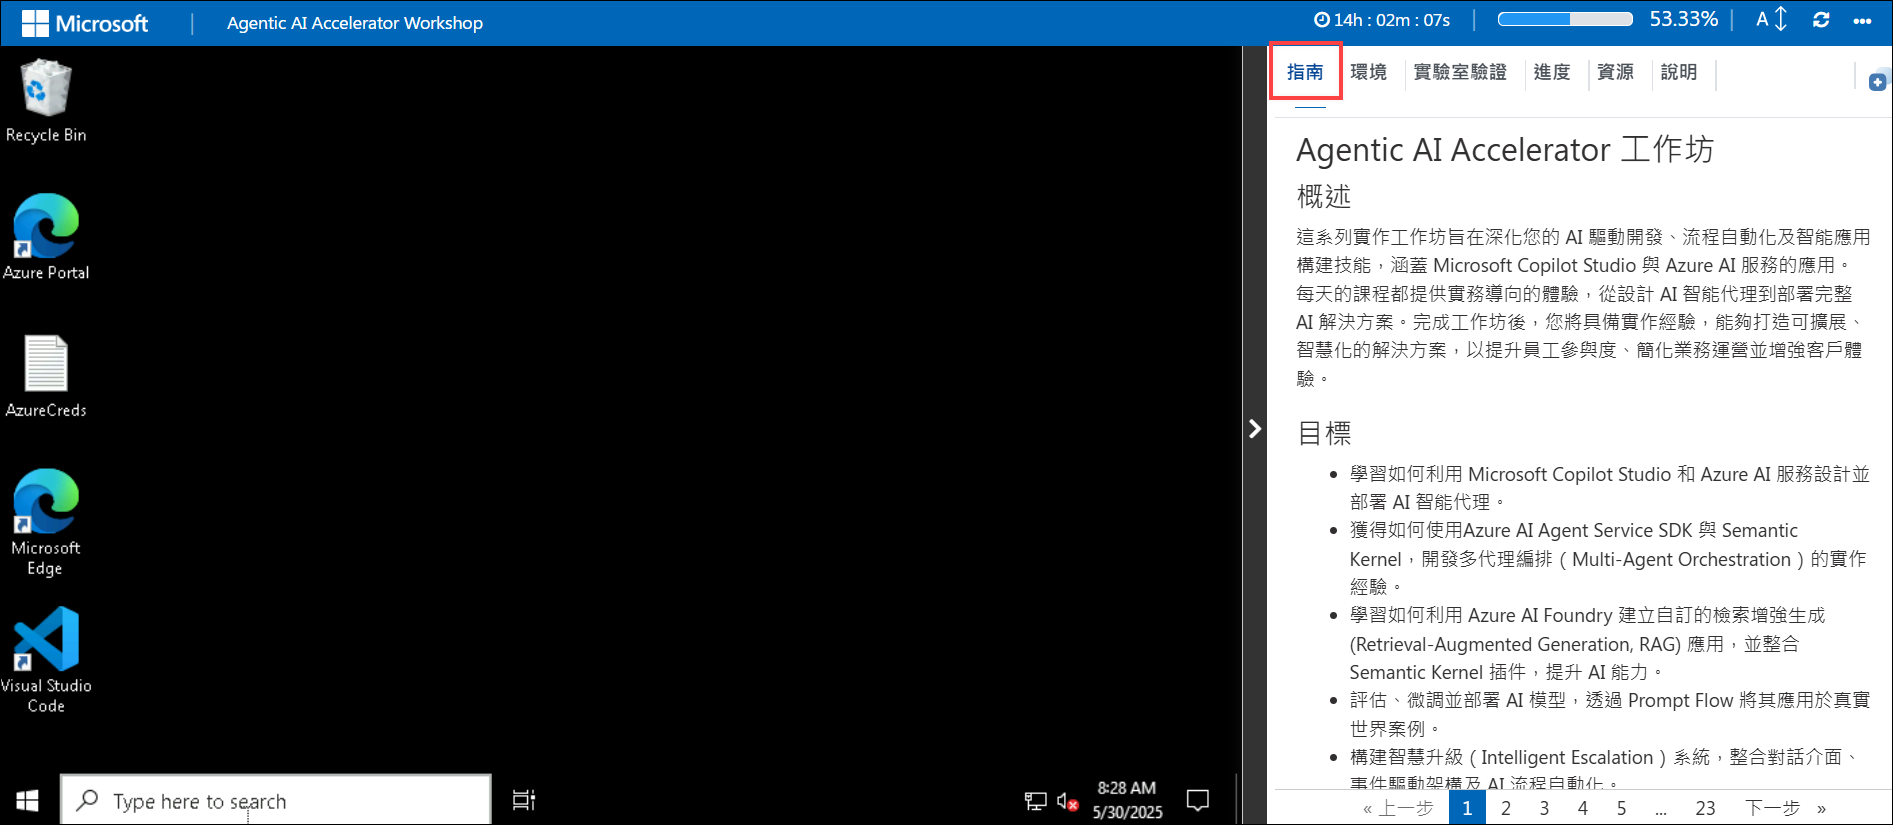 Microsoft
Agentic AI Accelerator Workshop
14h : 02m : 07s
53.33%
A
Recycle Bin
Azure Portal
AzureCreds
Microsoft
Edge
Visual Studio
Code
Type here to search
8:28 AM
5/30/2025
指南
環境
實驗室驗證
進度
資源
說明
Agentic AI Accelerator 工作坊
概述
這系列實作工作坊旨在深化您的 AI 驅動開發、流程自動化及智能應用
構建技能，涵蓋 Microsoft Copilot Studio 與 Azure AI 服務的應用。
每天的課程都提供實務導向的體驗，從設計 AI 智能代理到部署完整
AI 解決方案。完成工作坊後，您將具備實作經驗，能夠打造可擴展、
智慧化的解決方案，以提升員工參與度、簡化業務運營並增強客戶體
驗。
目標
學習如何利用 Microsoft Copilot Studio 和 Azure AI 服務設計並
部署 AI 智能代理。
獲得如何使用Azure AI Agent Service SDK 與 Semantic
Kernel，開發多代理編排（Multi-Agent Orchestration）的實作
經驗。
學習如何利用 Azure AI Foundry 建立自訂的檢索增強生成
(Retrieval-Augmented Generation, RAG) 應用，並整合
Semantic Kernel 插件，提升 AI 能力。
評估、微調並部署 AI 模型，透過 Prompt Flow 將其應用於真實
世界案例。
構建智慧升級（Intelligent Escalation）系統，整合對話介面、
事件驅動架構及 AI 流程自動化。
« 上一步 1 2 3 4 5 ... 23 下一步 »